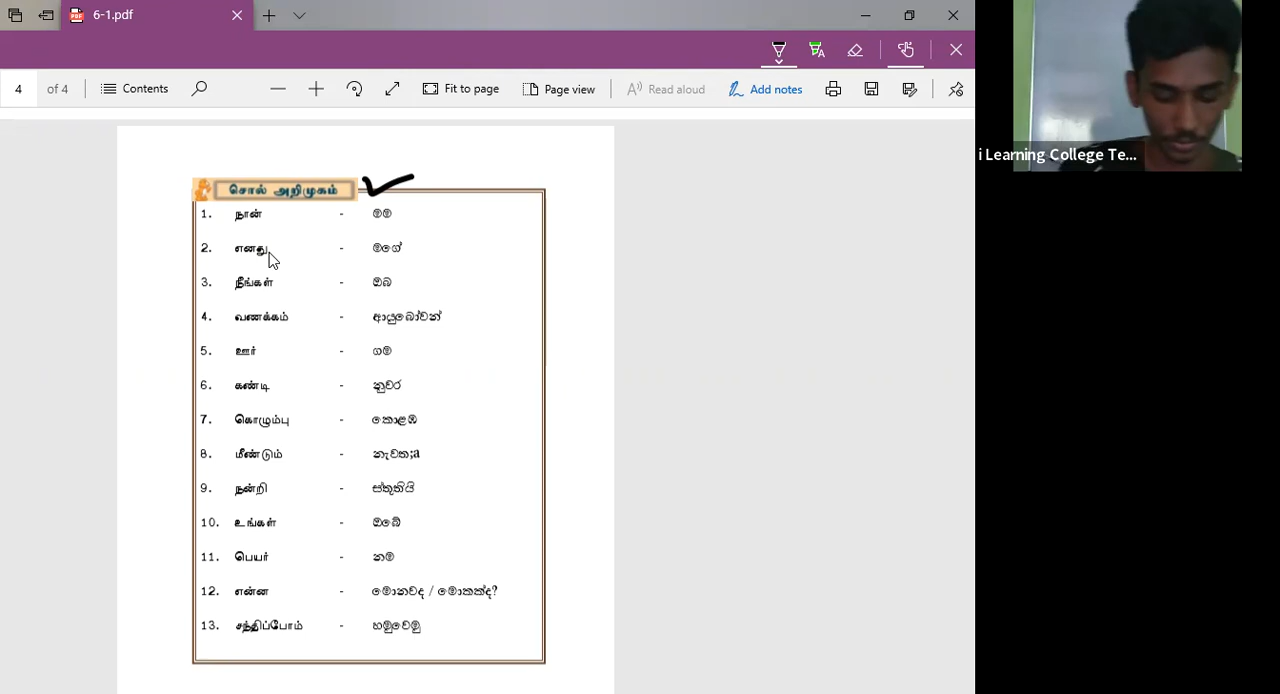 6-1.pdf
4 of 4 Contents Fit to page Page view Read aloud Add notes
i Learning College Te...
சொல் அறிமுகம்
1. நான் - මම
2. எனது - මගේ
3. நீங்கள் - ඔබ
4. வணக்கம் - ආයුබෝවන්
5. ஊர் - ගම
6. கண்டி - නුවර
7. கொழும்பு - කොළඹ
8. மீண்டும் - නැවත;a
9. நன்றி - ස්තූතියි
10. உங்கள் - ඔබේ
11. பெயர் - නම
12. என்ன - මොනවද / මොකක්ද?
13. சந்திப்போம் - හමුවෙමු